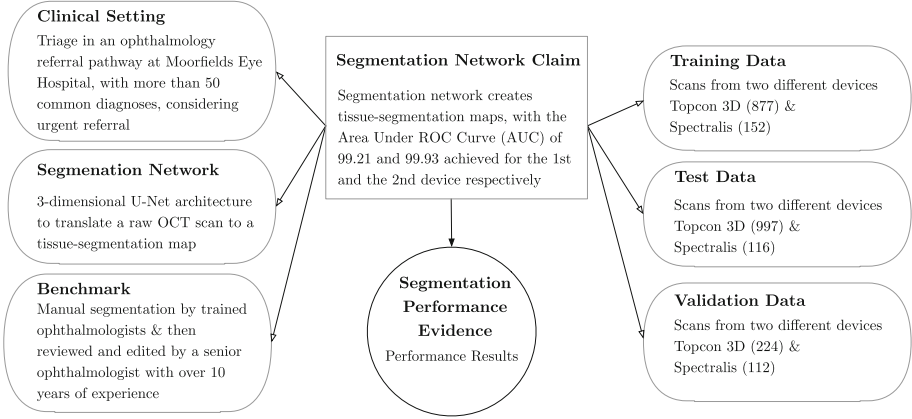 Clinical Setting
Triage in an ophthalmology
referral pathway at Moorfields Eye
Hospital, with more than 50
common diagnoses, considering
urgent referral
Segmenation Network
3-dimensional U-Net architecture
to translate a raw OCT scan to a
tissue-segmentation map
Benchmark
Manual segmentation by trained
ophthalmologists & then
reviewed and edited by a senior
ophthalmologist with over 10
years of experience
Segmentation Network Claim
Segmentation network creates
tissue-segmentation maps, with the
Area Under ROC Curve (AUC) of
99.21 and 99.93 achieved for the 1st
and the 2nd device respectively
Segmentation
Performance
Evidence
Performance Results
Training Data
Scans from two different devices
Topcon 3D (877) &
Spectralis (152)
Test Data
Scans from two different devices
Topcon 3D (997) &
Spectralis (116)
Validation Data
Scans from two different devices
Topcon 3D (224) &
Spectralis (112)